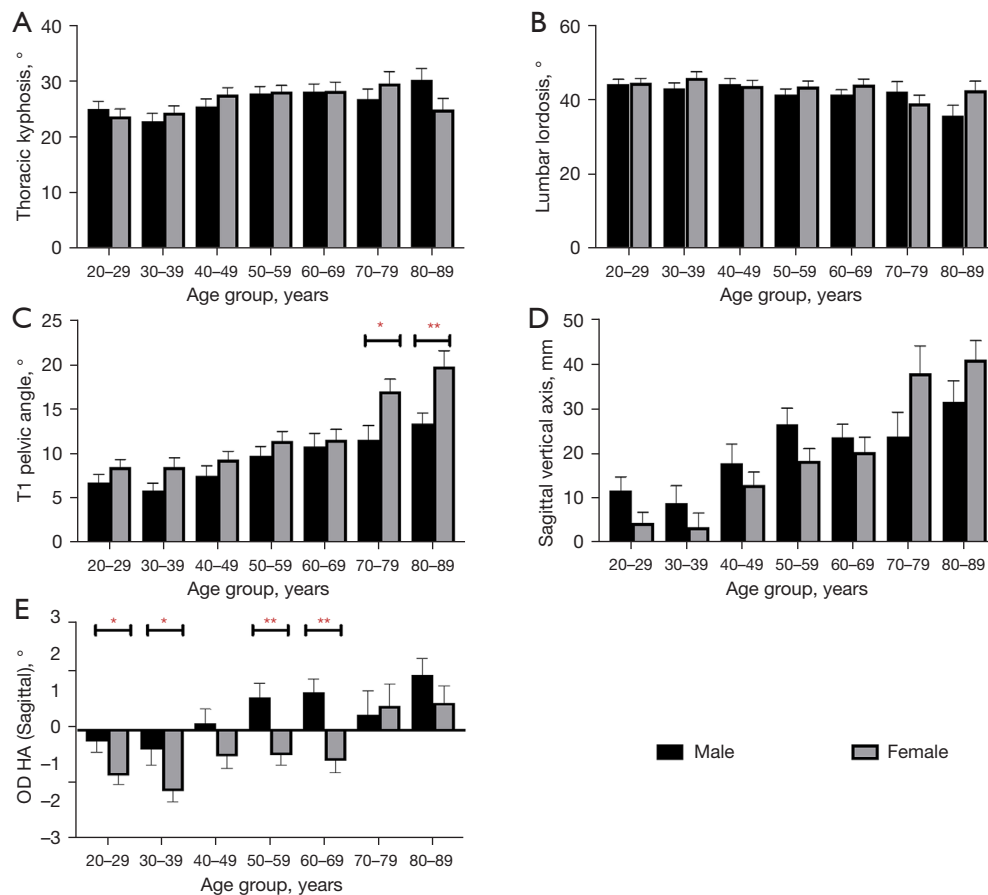 A
Thoracic kyphosis, °
40
30
20
10
0
20–29 30–39 40–49 50–59 60–69 70–79 80–89
Age group, years
B
Lumbar lordosis, °
60
40
20
0
20–29 30–39 40–49 50–59 60–69 70–79 80–89
Age group, years
C
T1 pelvic angle, °
25
20
15
10
5
0
* **
20–29 30–39 40–49 50–59 60–69 70–79 80–89
Age group, years
D
Sagittal vertical axis, mm
50
40
30
20
10
0
20–29 30–39 40–49 50–59 60–69 70–79 80–89
Age group, years
E
OD HA (Sagittal), °
3
2
1
0
–1
–2
–3
* * ** **
20–29 30–39 40–49 50–59 60–69 70–79 80–89
Age group, years
Male Female